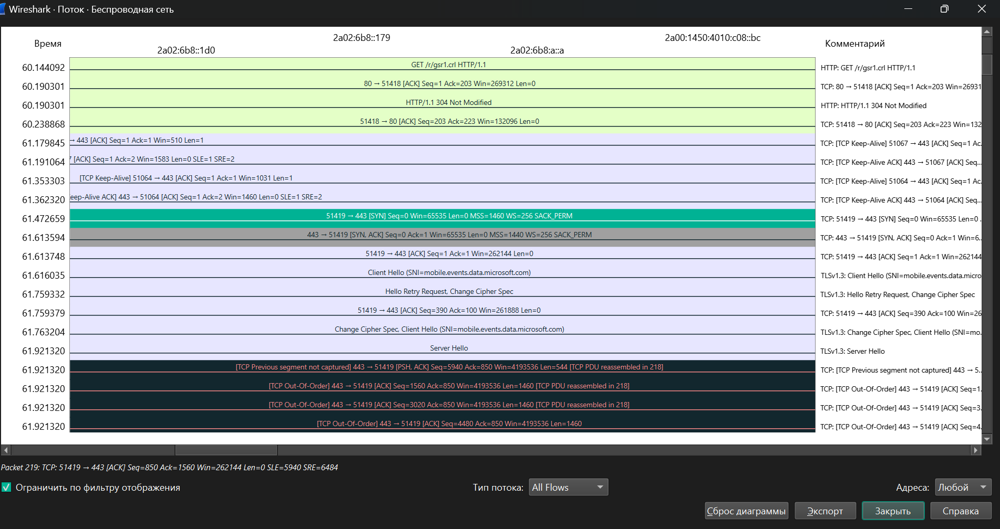 Wireshark · Поток · Беспроводная сеть
2a02:6b8::179 2a00:1450:4010:c08::bc
Время Комментарий
2a02:6b8::1d0 2a02:6b8:a::a
60.144092 GET /r/gsr1.crl HTTP/1.1 HTTP: GET /r/gsr1.crl HTTP/1.1
60.190301 80 → 51418 [ACK] Seq=1 Ack=203 Win=269312 Len=0 TCP: 80 → 51418 [ACK] Seq=1 Ack=203 Win=26931
60.190301 HTTP/1.1 304 Not Modified HTTP: HTTP/1.1 304 Not Modified
60.238868 51418 → 80 [ACK] Seq=203 Ack=223 Win=132096 Len=0 TCP: 51418 → 80 [ACK] Seq=203 Ack=223 Win=132
61.179845 → 443 [ACK] Seq=1 Ack=1 Win=510 Len=1 TCP: [TCP Keep-Alive] 51067 → 443 [ACK] Seq=1 Ac.
61.191064 7 [ACK] Seq=1 Ack=2 Win=1583 Len=0 SLE=1 SRE=2 TCP: [TCP Keep-Alive ACK] 443 → 51067 [ACK] Seq...
61.353303 [TCP Keep-Alive] 51064 → 443 [ACK] Seq=1 Ack=1 Win=1031 Len=1 TCP: [TCP Keep-Alive] 51064 → 443 [ACK] Seq=1 Ac.
61.362320 eep-Alive ACK] 443 → 51064 [ACK] Seq=1 Ack=2 Win=1460 Len=0 SLE=1 SRE=2 TCP: [TCP Keep-Alive ACK] 443 → 51064 [ACK] Seq...
61.472659 51419 → 443 [SYN] Seq=0 Win=65535 Len=0 MSS=1460 WS=256 SACK_PERM TCP: 51419 → 443 [SYN] Seq=0 Win=65535 Len=0 .
61.613594 443 → 51419 [SYN, ACK] Seq=0 Ack=1 Win=65535 Len=0 MSS=1440 WS=256 SACK_PERM TCP: 443 → 51419 [SYN, ACK] Seq=0 Ack=1 Win=6..
61.613748 51419 → 443 [ACK] Seq=1 Ack=1 Win=262144 Len=0 TCP: 51419 → 443 [ACK] Seq=1 Ack=1 Win=262144
61.616035 Client Hello (SNI=mobile.events.data.microsoft.com) TLSv1.3: Client Hello (SNI=mobile.events.data.micro
61.759332 Hello Retry Request, Change Cipher Spec TLSv1.3: Hello Retry Request, Change Cipher Spec
61.759379 51419 → 443 [ACK] Seq=390 Ack=100 Win=261888 Len=0 TCP: 51419 → 443 [ACK] Seq=390 Ack=100 Win=26
61.763204 Change Cipher Spec, Client Hello (SNI=mobile.events.data.microsoft.com) TLSv1.3: Change Cipher Spec, Client Hello (SNI=mo.
61.921320 Server Hello TLSv1.3: Server Hello
61.921320 [TCP Previous segment not captured] 443 → 51419 [PSH, ACK] Seq=5940 Ack=850 Win=4193536 Len=544 [TCP PDU reassembled in 218] TCP: [TCP Previous segment not captured] 443 → 5..
61.921320 [TCP Out-Of-Order] 443 → 51419 [ACK] Seq=1560 Ack=850 Win=4193536 Len=1460 [TCP PDU reassembled in 218] TCP: [TCP Out-Of-Order] 443 → 51419 [ACK] Seq=1.
61.921320 [TCP Out-Of-Order] 443 → 51419 [ACK] Seq=3020 Ack=850 Win=4193536 Len=1460 [TCP PDU reassembled in 218] TCP: [TCP Out-Of-Order] 443 → 51419 [ACK] Seq=3.
61.921320 [TCP Out-Of-Order] 443 → 51419 [ACK] Seq=4480 Ack=850 Win=4193536 Len=1460 TCP: [TCP Out-Of-Order] 443 → 51419 [ACK] Seq=4.
Packet 219: TCP: 51419 → 443 [ACK] Seq=850 Ack=1560 Win=262144 Len=0 SLE=5940 SRE=6484
Ограничить по фильтру отображения Тип потока: All Flows Адреса: Любой
Сброс диаграммы Экспорт Закрыть Справка